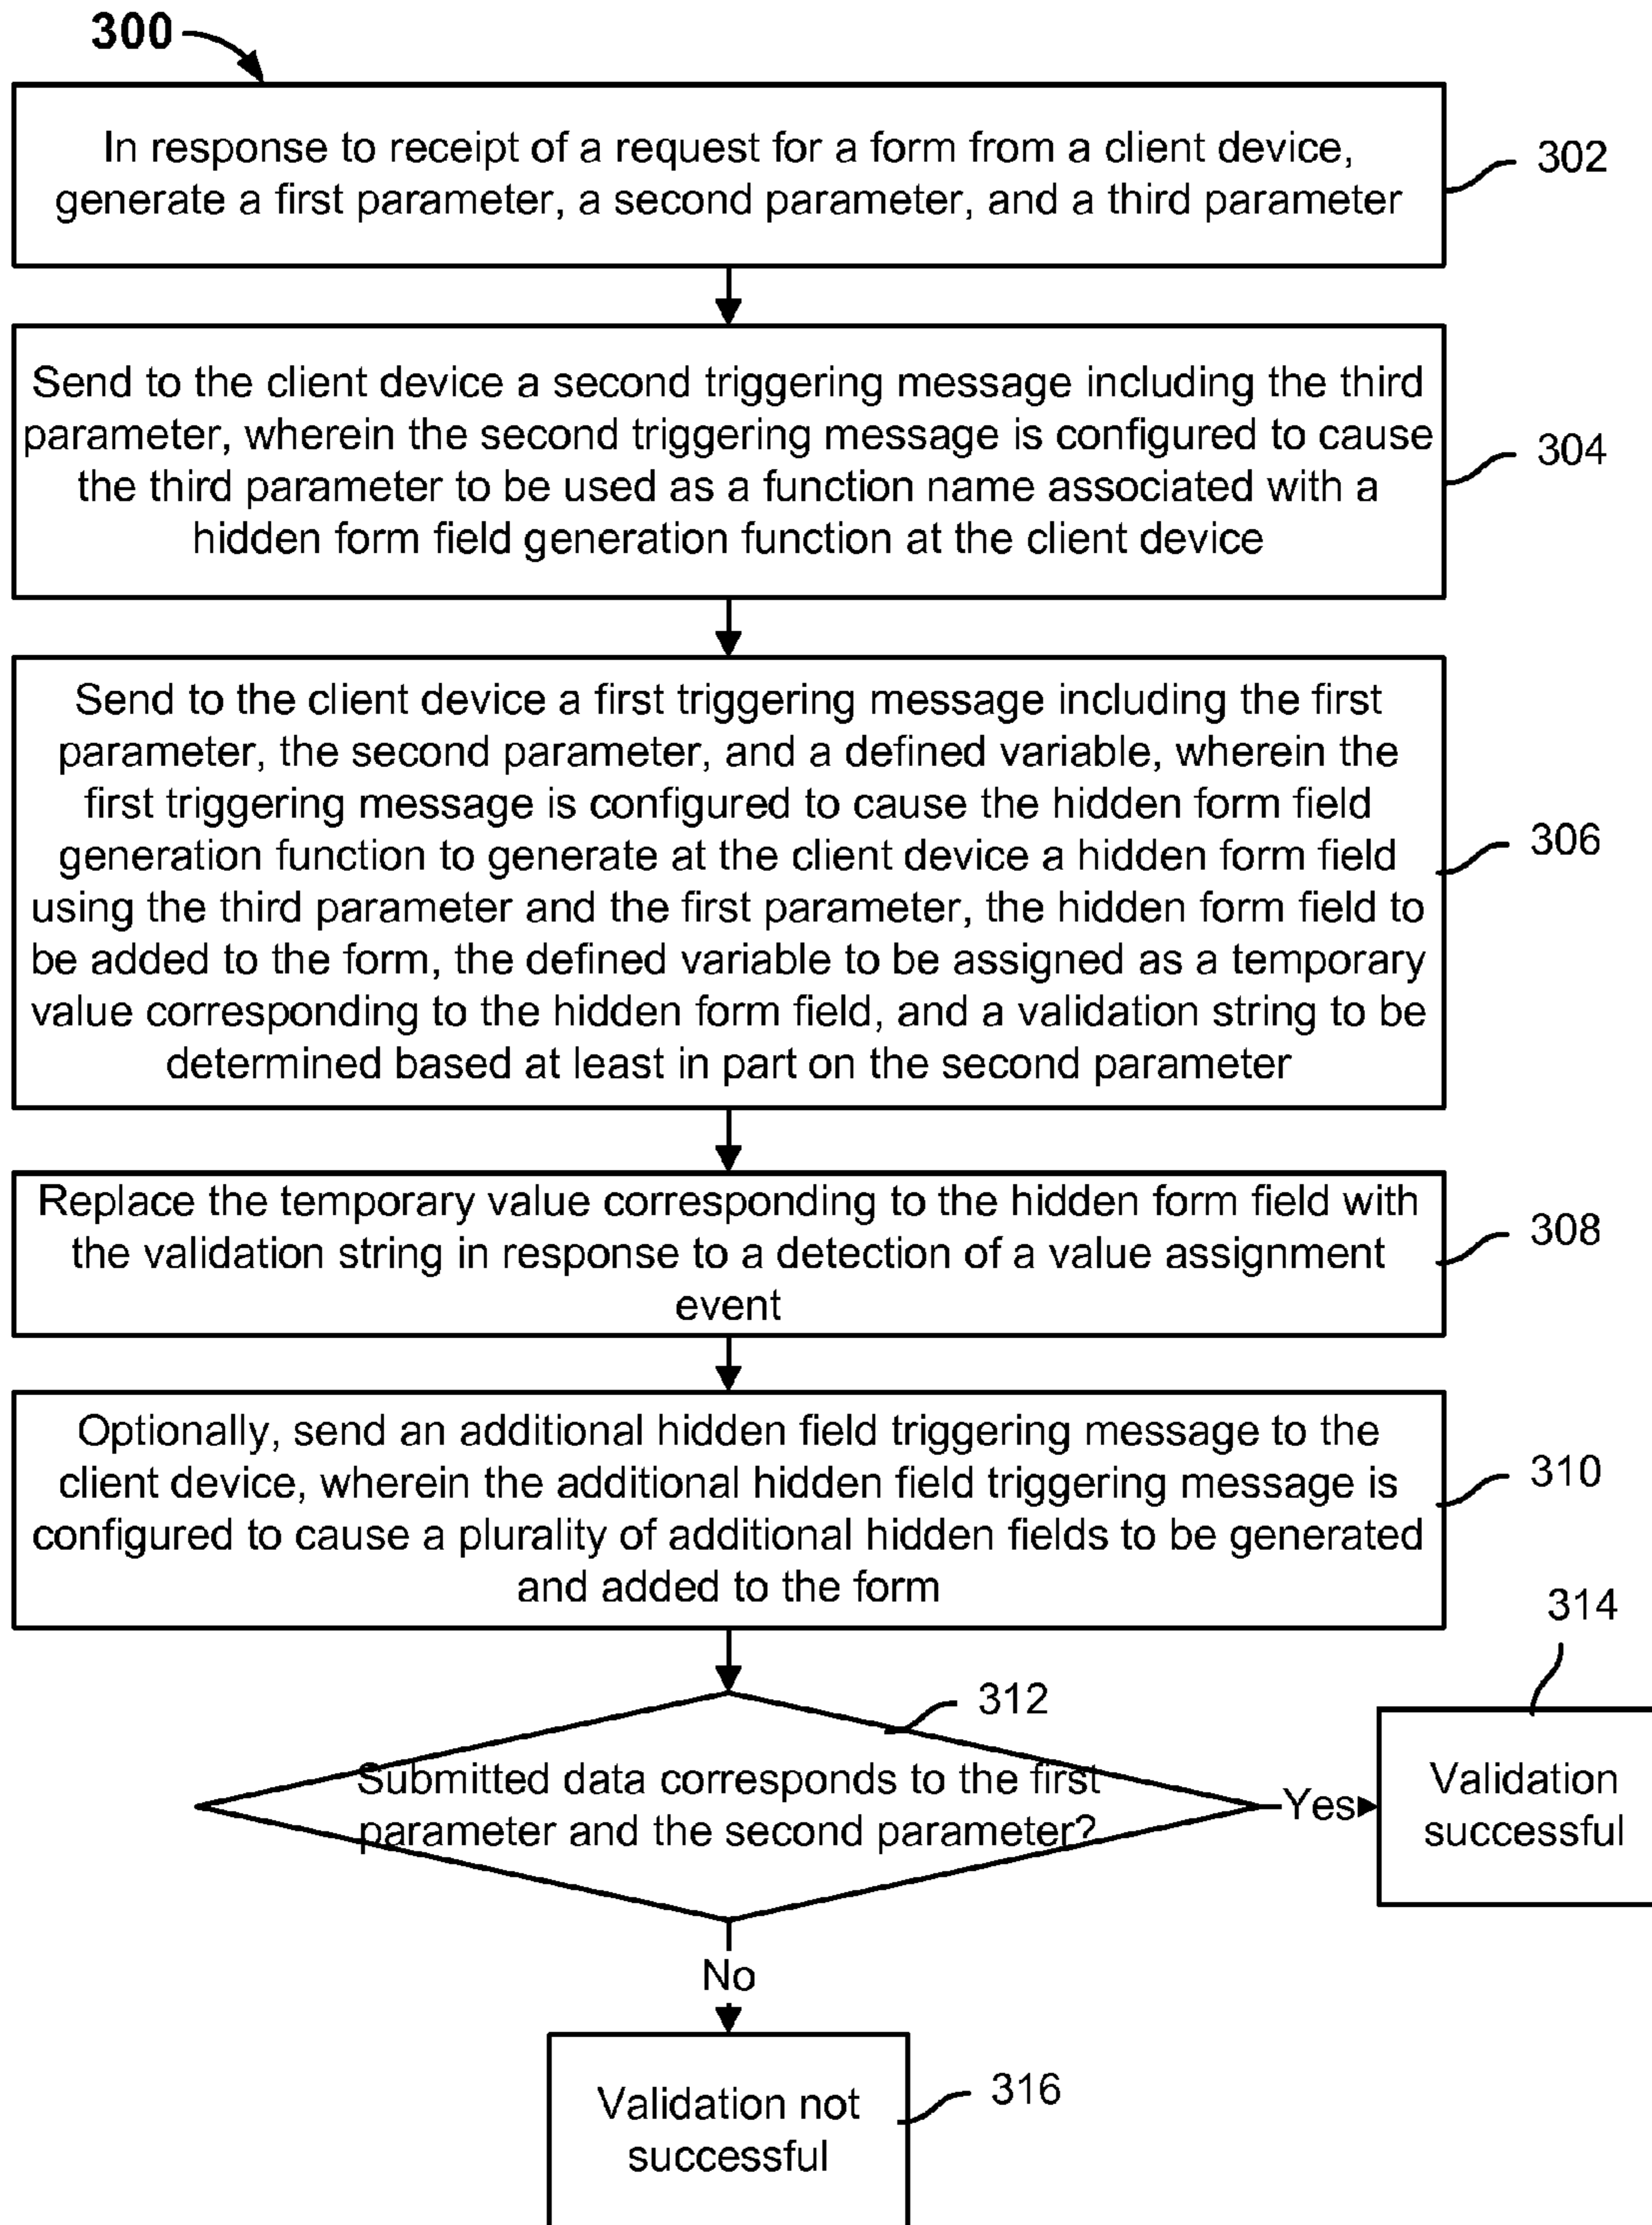 300
In response to receipt of a request for a form from a client device,
generate a first parameter, a second parameter, and a third parameter
302
Send to the client device a second triggering message including the third
parameter, wherein the second triggering message is configured to cause
the third parameter to be used as a function name associated with a
hidden form field generation function at the client device
304
Send to the client device a first triggering message including the first
parameter, the second parameter, and a defined variable, wherein the
first triggering message is configured to cause the hidden form field
generation function to generate at the client device a hidden form field
using the third parameter and the first parameter, the hidden form field to
be added to the form, the defined variable to be assigned as a temporary
value corresponding to the hidden form field, and a validation string to be
determined based at least in part on the second parameter
306
Replace the temporary value corresponding to the hidden form field with
the validation string in response to a detection of a value assignment
event
308
Optionally, send an additional hidden field triggering message to the
client device, wherein the additional hidden field triggering message is
configured to cause a plurality of additional hidden fields to be generated
and added to the form
310
312
Submitted data corresponds to the first
parameter and the second parameter?
Yes
314
Validation
successful
No
Validation not
successful
316